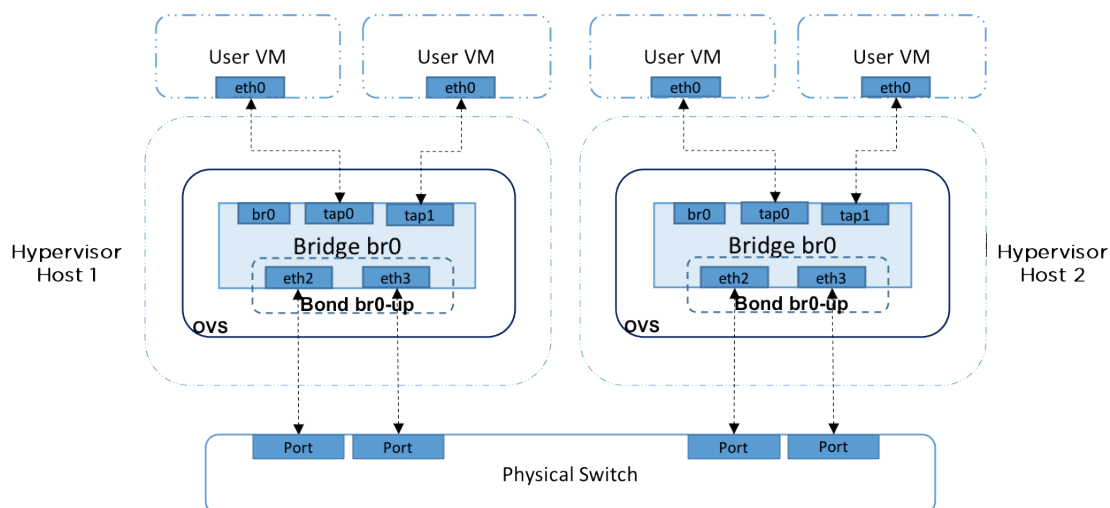 User VM
User VM
User VM
User VM
eth0
eth0
eth0
eth0
Hypervisor
Host 1
br0
tap0
tap1
Bridge br0
eth2
eth3
Bond br0-up
OVS
br0
tap0
tap1
Bridge br0
eth2
eth3
Bond br0-up
OVS
Hypervisor
Host 2
Port
Port
Port
Port
Physical Switch